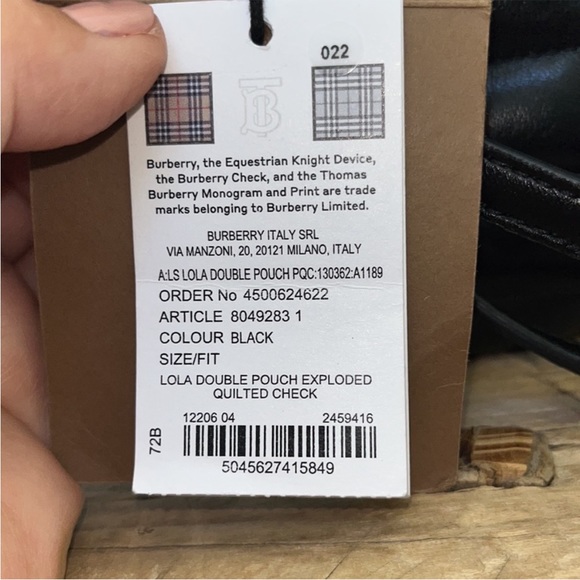 022
Burberry, the Equestrian Knight Device,
the Burberry Check, and the Thomas
Burberry Monogram and Print are trade
marks belonging to Burberry Limited.
BURBERRY ITALY SRL
VIA MANZONI, 20, 20121 MILANO, ITALY
A:LS LOLA DOUBLE POUCH PQC:130362:A1189
ORDER No 4500624622
ARTICLE 8049283 1
COLOUR BLACK
SIZE/FIT
LOLA DOUBLE POUCH EXPLODED
QUILTED CHECK
12206 04 2459416
72B
5045627415849